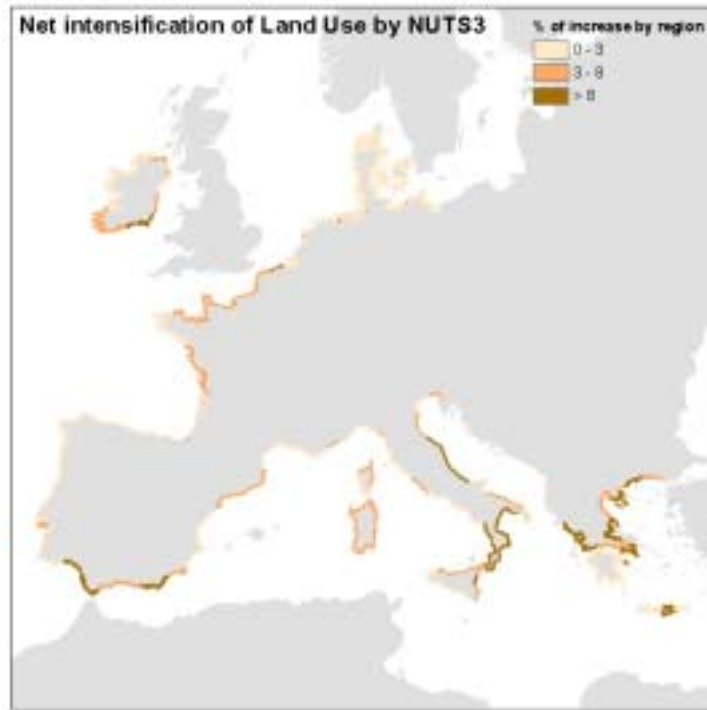 Net intensification of Land Use by NUTS3
% of increase by region
0 - 3
3 - 8
> 8